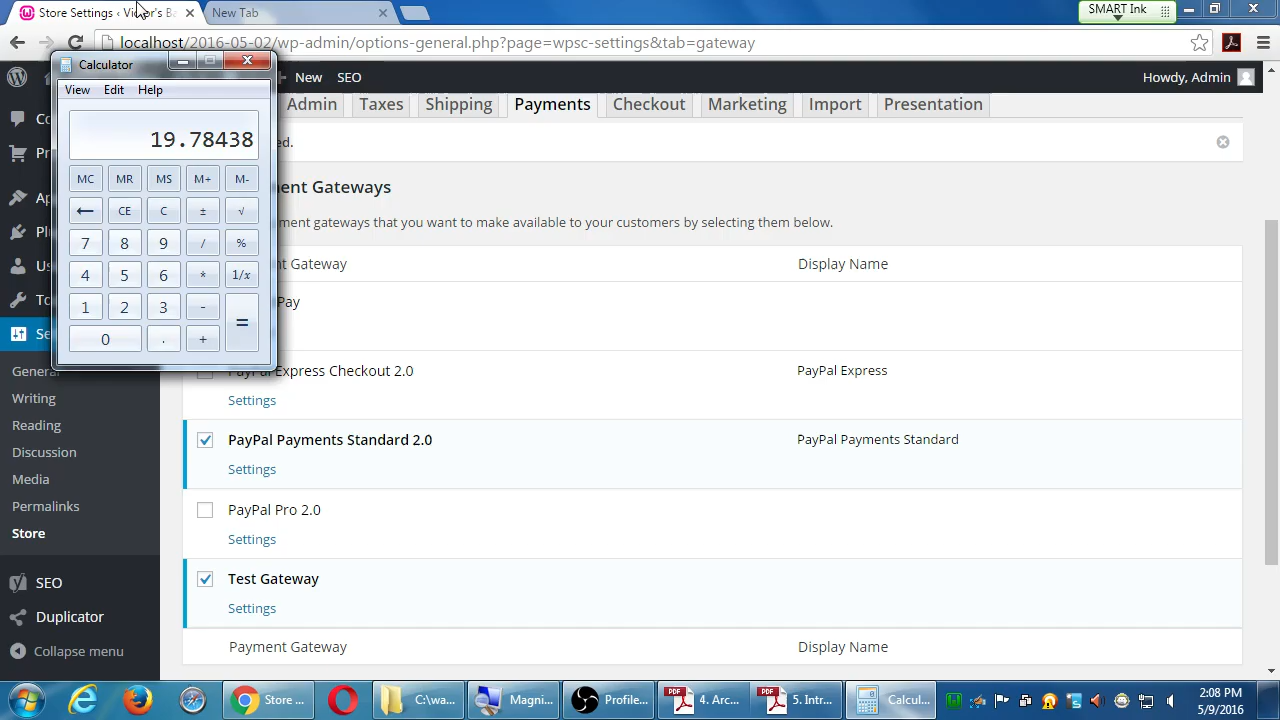 Store Settings ‹ Victor's Ba
New Tab
SMART Ink
localhost/2016-05-02/wp-admin/options-general.php?page=wpsc-settings&tab=gateway
Calculator
New
SEO
Howdy, Admin
View
Edit
Help
Admin
Taxes
Shipping
Payments
Checkout
Marketing
Import
Presentation
19.78438
ed.
MC
MR
MS
M+
M-
ment Gateways
←
CE
C
±
√
ment gateways that you want to make available to your customers by selecting them below.
7
8
9
/
%
t Gateway
Display Name
4
5
6
*
1/x
1
2
3
-
=
Pay
0
.
+
General
Writing
Reading
Discussion
Media
Permalinks
Store
PayPal Express Checkout 2.0
PayPal Express
Settings
PayPal Payments Standard 2.0
PayPal Payments Standard
Settings
PayPal Pro 2.0
Settings
Test Gateway
Settings
Payment Gateway
Display Name
SEO
Duplicator
Collapse menu
Store ...
C:\wa...
Magni...
Profile...
4. Arc...
5. Intr...
Calcul...
2:08 PM
5/9/2016